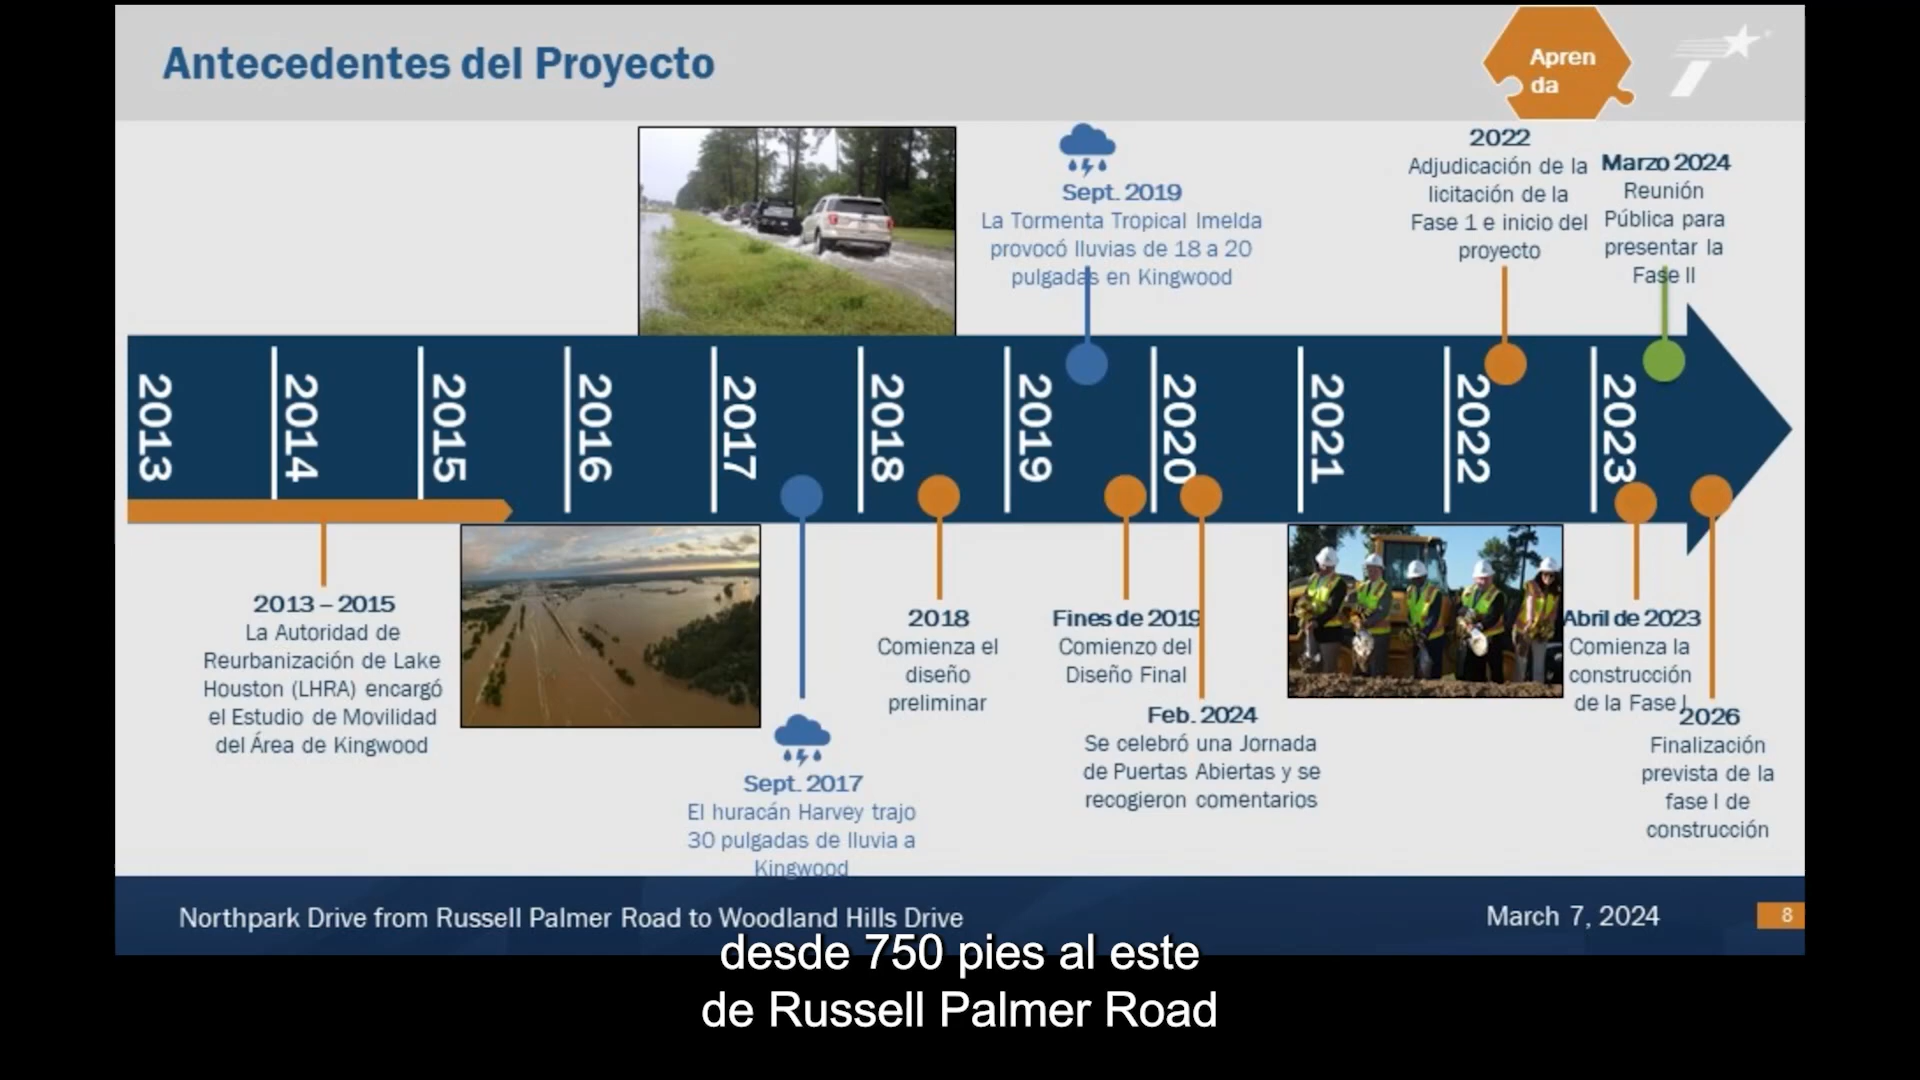 Antecedentes del Proyecto
Apren
da
Sept. 2019
La Tormenta Tropical Imelda
provocó lluvias de 18 a 20
pulgadas en Kingwood
2022
Adjudicación de la
licitación de la
Fase 1 e inicio del
proyecto
Marzo 2024
Reunión
Pública para
presentar la
Fase II
2013
2014
2015
2016
2017
2018
2019
2020
2021
2022
2023
2013 – 2015
La Autoridad de
Reurbanización de Lake
Houston (LHRA) encargó
el Estudio de Movilidad
del Área de Kingwood
Sept. 2017
El huracán Harvey trajo
30 pulgadas de lluvia a
Kingwood
2018
Comienza el
diseño
preliminar
Fines de 2019
Comienzo del
Diseño Final
Feb. 2024
Se celebró una Jornada
de Puertas Abiertas y se
recogieron comentarios
Abril de 2023
Comienza la
construcción
de la Fase I
2026
Finalización
prevista de la
fase I de
construcción
Northpark Drive from Russell Palmer Road to Woodland Hills Drive
March 7, 2024
8
desde 750 pies al este
de Russell Palmer Road